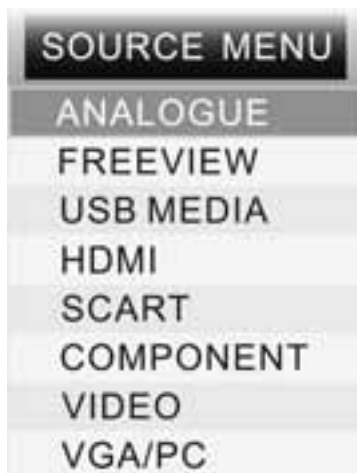 SOURCE MENU
ANALOGUE
FREEVIEW
USB MEDIA
HDMI
SCART
COMPONENT
VIDEO
VGA/PC